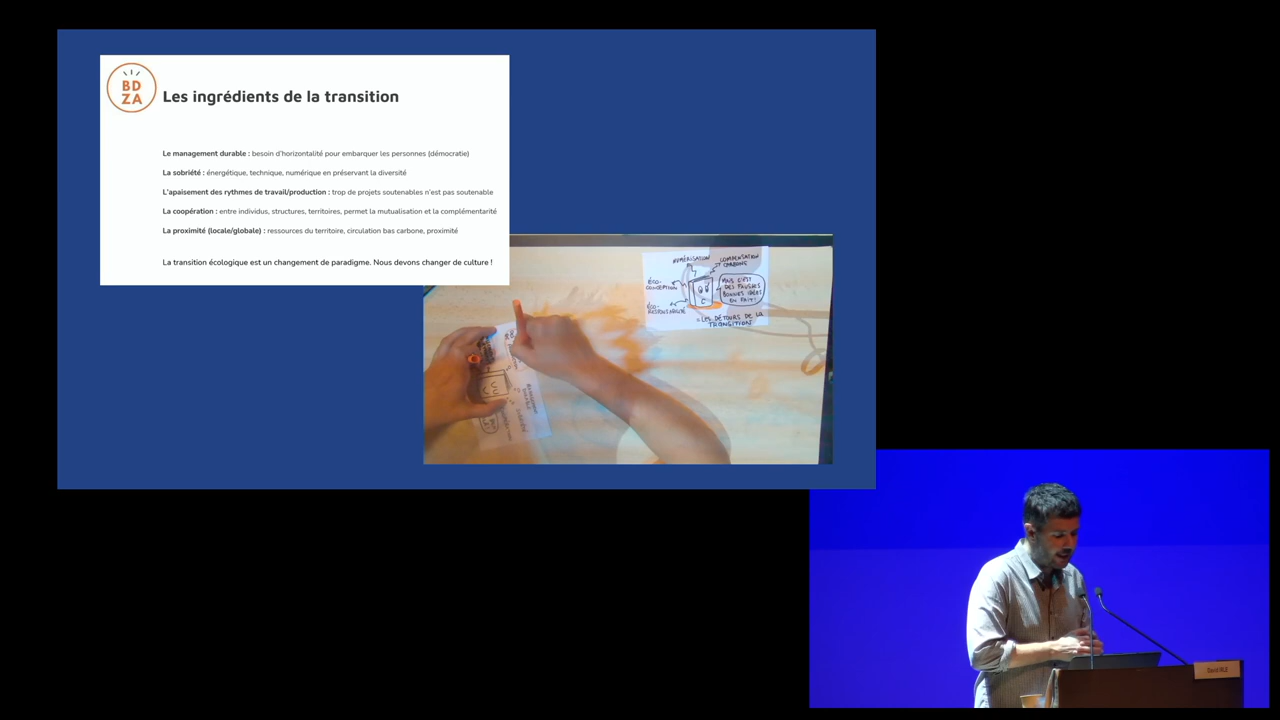 BD
ZA
Les ingrédients de la transition
Le management durable : besoin d'horizontalité pour embarquer les personnes (démocratie)
La sobriété : énergétique, technique, numérique en préservant la diversité
L'apaisement des rythmes de travail/production : trop de projets soutenables n'est pas soutenable
La coopération : entre individus, structures, territoires, permet la mutualisation et la complémentarité
La proximité (locale/globale) : ressources du territoire, circulation bas carbone, proximité
La transition écologique est un changement de paradigme. Nous devons changer de culture !
NUMÉRISATION
COMPENSATION
CARBONE
ÉCO-
CONCEPTION
MAIS C'EST
DES FAUSSES
BONNES IDÉES
EN FAIT!
ÉCO-
RESPONSABILITÉ
= LES DÉTOURS DE LA
TRANSITION
David